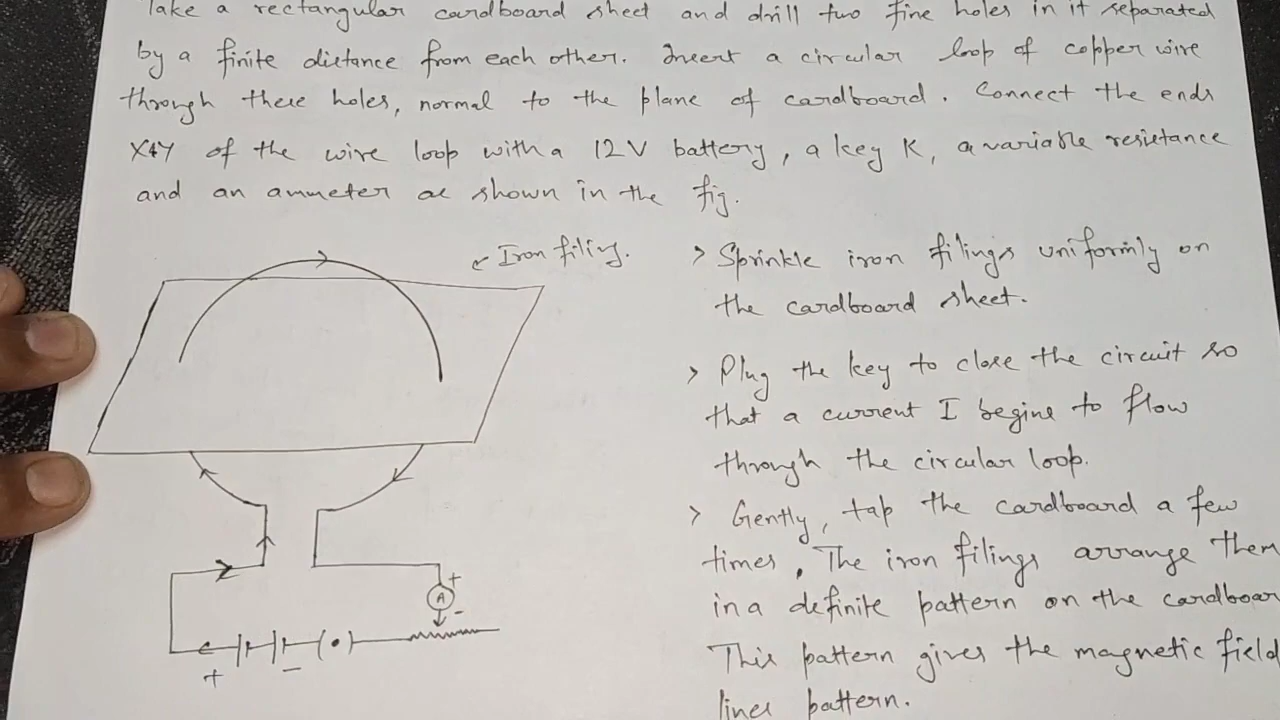 Take a rectangular cardboard sheet and drill two fine holes in it separated
by a finite distance from each other. Insert a circular loop of copper wire
through these holes, normal to the plane of cardboard. Connect the ends
X&Y of the wire loop with a 12V battery, a key K, a variable resistance
and an ammeter as shown in the fig.
Iron filing.
> Sprinkle iron filings uniformly on
the cardboard sheet.
> Plug the key to close the circuit so
that a current I begins to flow
through the circular loop.
> Gently, tap the cardboard a few
times, The iron filings arrange them
in a definite pattern on the cardboar
This pattern gives the magnetic field
lines pattern.
+
A
-
+
-